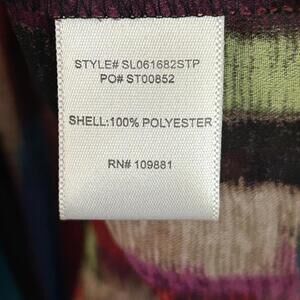 STYLE# SL061682STP
PO# ST00852
SHELL:100% POLYESTER
RN# 109881